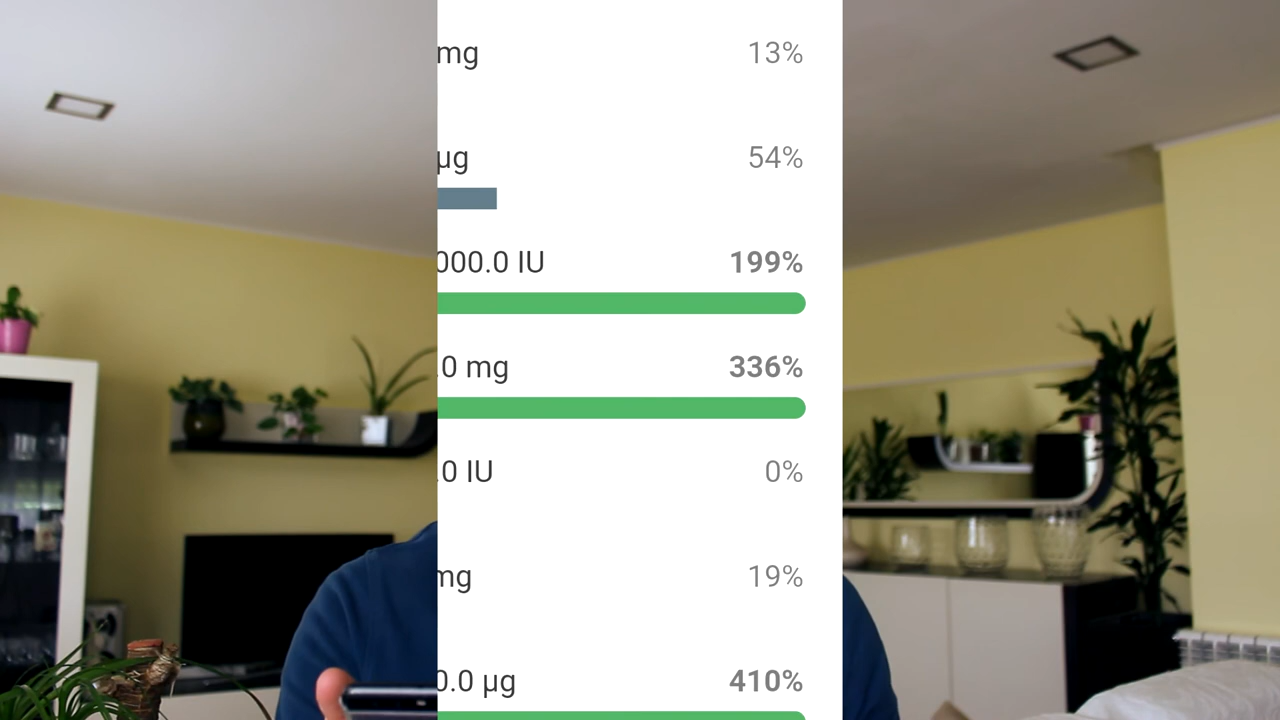 mg 13%
µg 54%
000.0 IU 199%
.0 mg 336%
.0 IU 0%
mg 19%
0.0 µg 410%